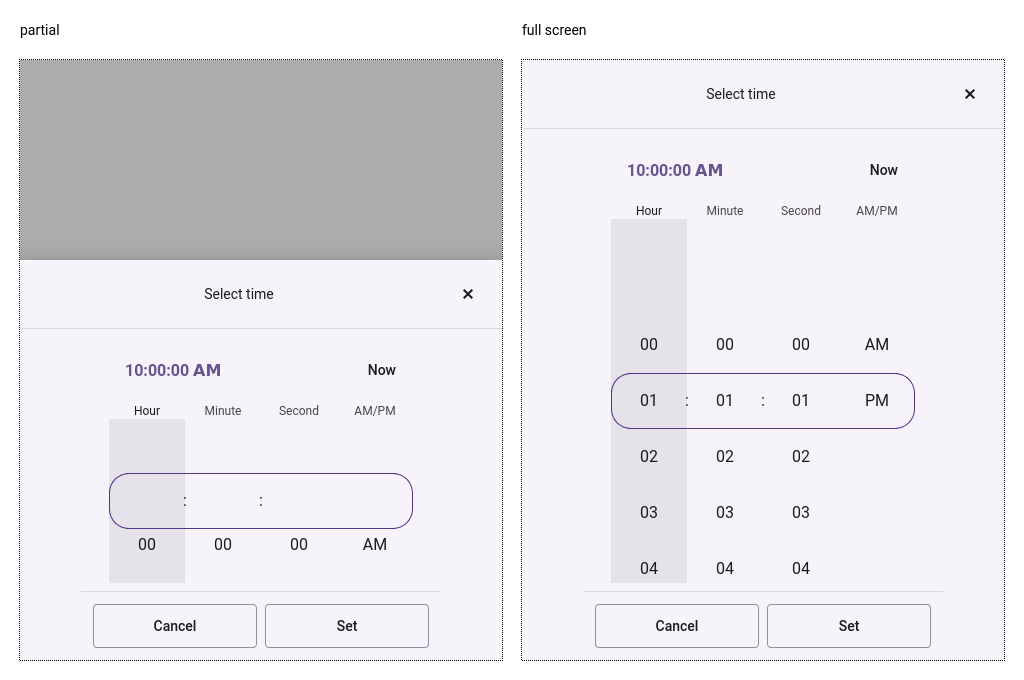 partial
full screen
Select time ×
10:00:00 AM Now
Hour Minute Second AM/PM
: :
00 00 00 AM
Cancel Set
Select time ×
10:00:00 AM Now
Hour Minute Second AM/PM
00 00 00 AM
01 : 01 : 01 PM
02 02 02
03 03 03
04 04 04
Cancel Set